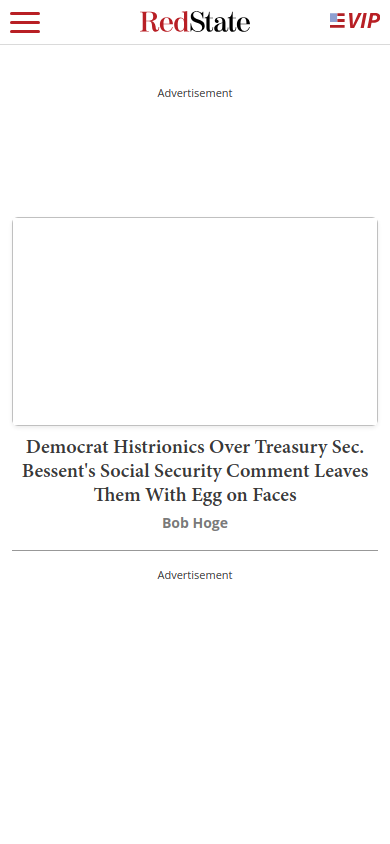 RedState
VIP
Advertisement
Democrat Histrionics Over Treasury Sec.
Bessent's Social Security Comment Leaves
Them With Egg on Faces
Bob Hoge
Advertisement